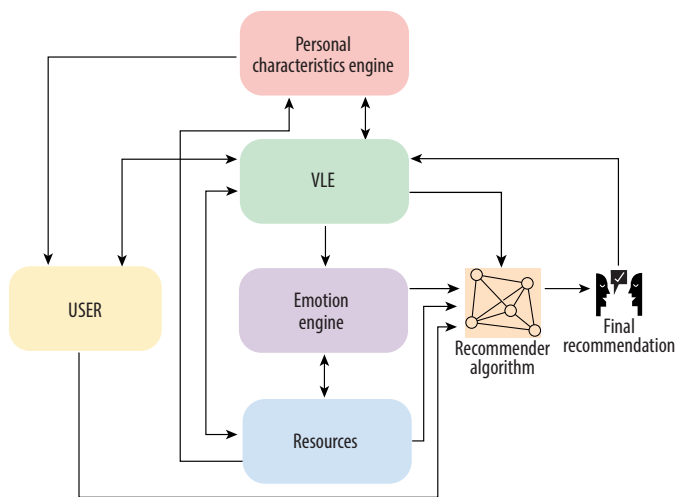 Personal
characteristics engine
VLE
USER
Emotion
engine
Recommender
algorithm
Final
recommendation
Resources